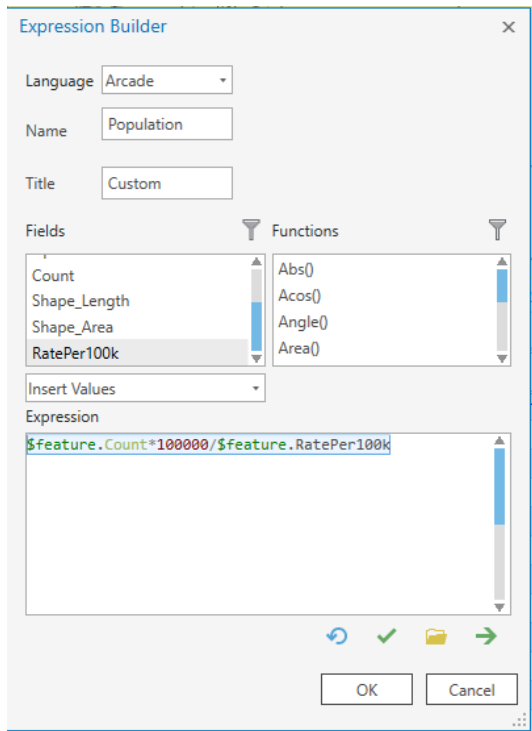 Expression Builder
Language Arcade
Name Population
Title Custom
Fields Functions
Count
Shape_Length
Shape_Area
RatePer100k
Abs()
Acos()
Angle()
Area()
Insert Values
Expression
$feature.Count*100000/$feature.RatePer100k
OK Cancel